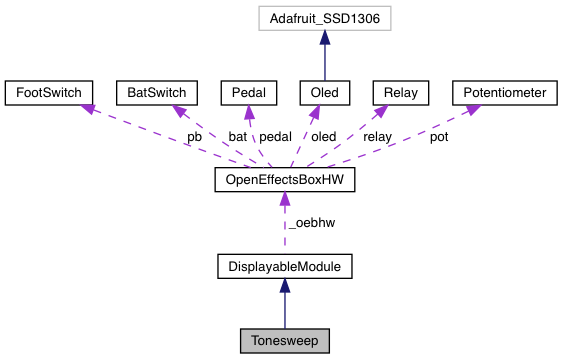 Adafruit_SSD1306
FootSwitch BatSwitch Pedal Oled Relay Potentiometer
pb bat pedal oled relay pot
OpenEffectsBoxHW
_oebhw
DisplayableModule
Tonesweep